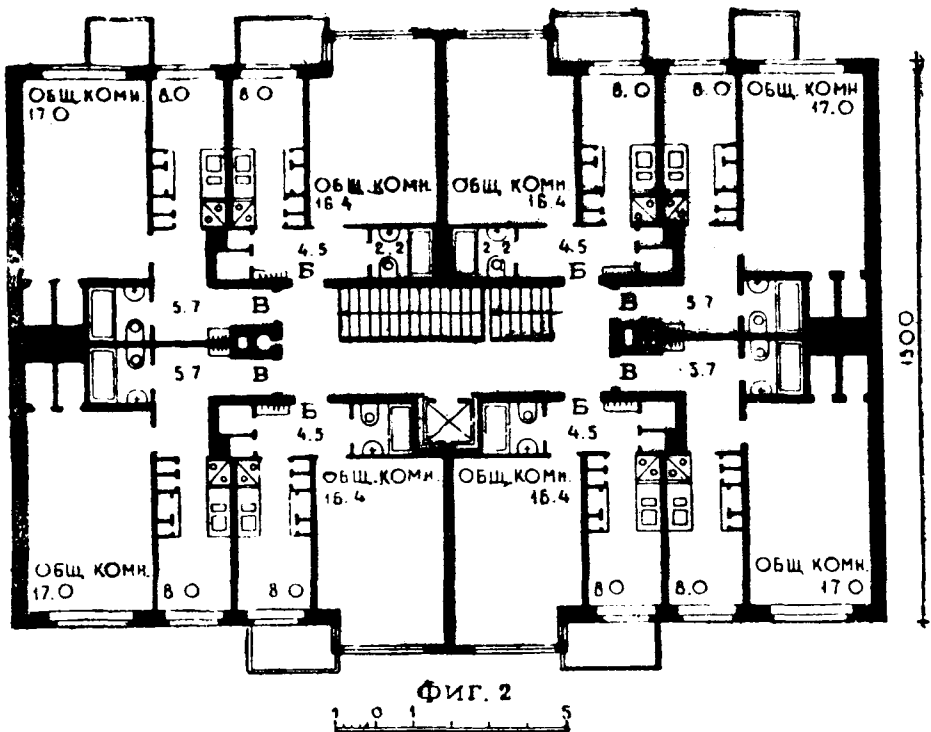 ОБЩ. КОМН.
17.0
8.0
8.0
8.0
8.0
ОБЩ. КОМН
17.0
ОБЩ. КОМН.
16.4
ОБЩ. КОМН
16.4
4.5
2.2
2.2
4.5
Б
Б
В
В
5.7
5.7
5.7
В
В
3.7
Б
Б
4.5
4.5
1500
ОБЩ. КОМН.
16.4
ОБЩ. КОМН.
16.4
ОБЩ. КОМН.
17.0
8.0
8.0
8.0
8.0
ОБЩ. КОМН.
17.0
ФИГ. 2
1 0 1 5